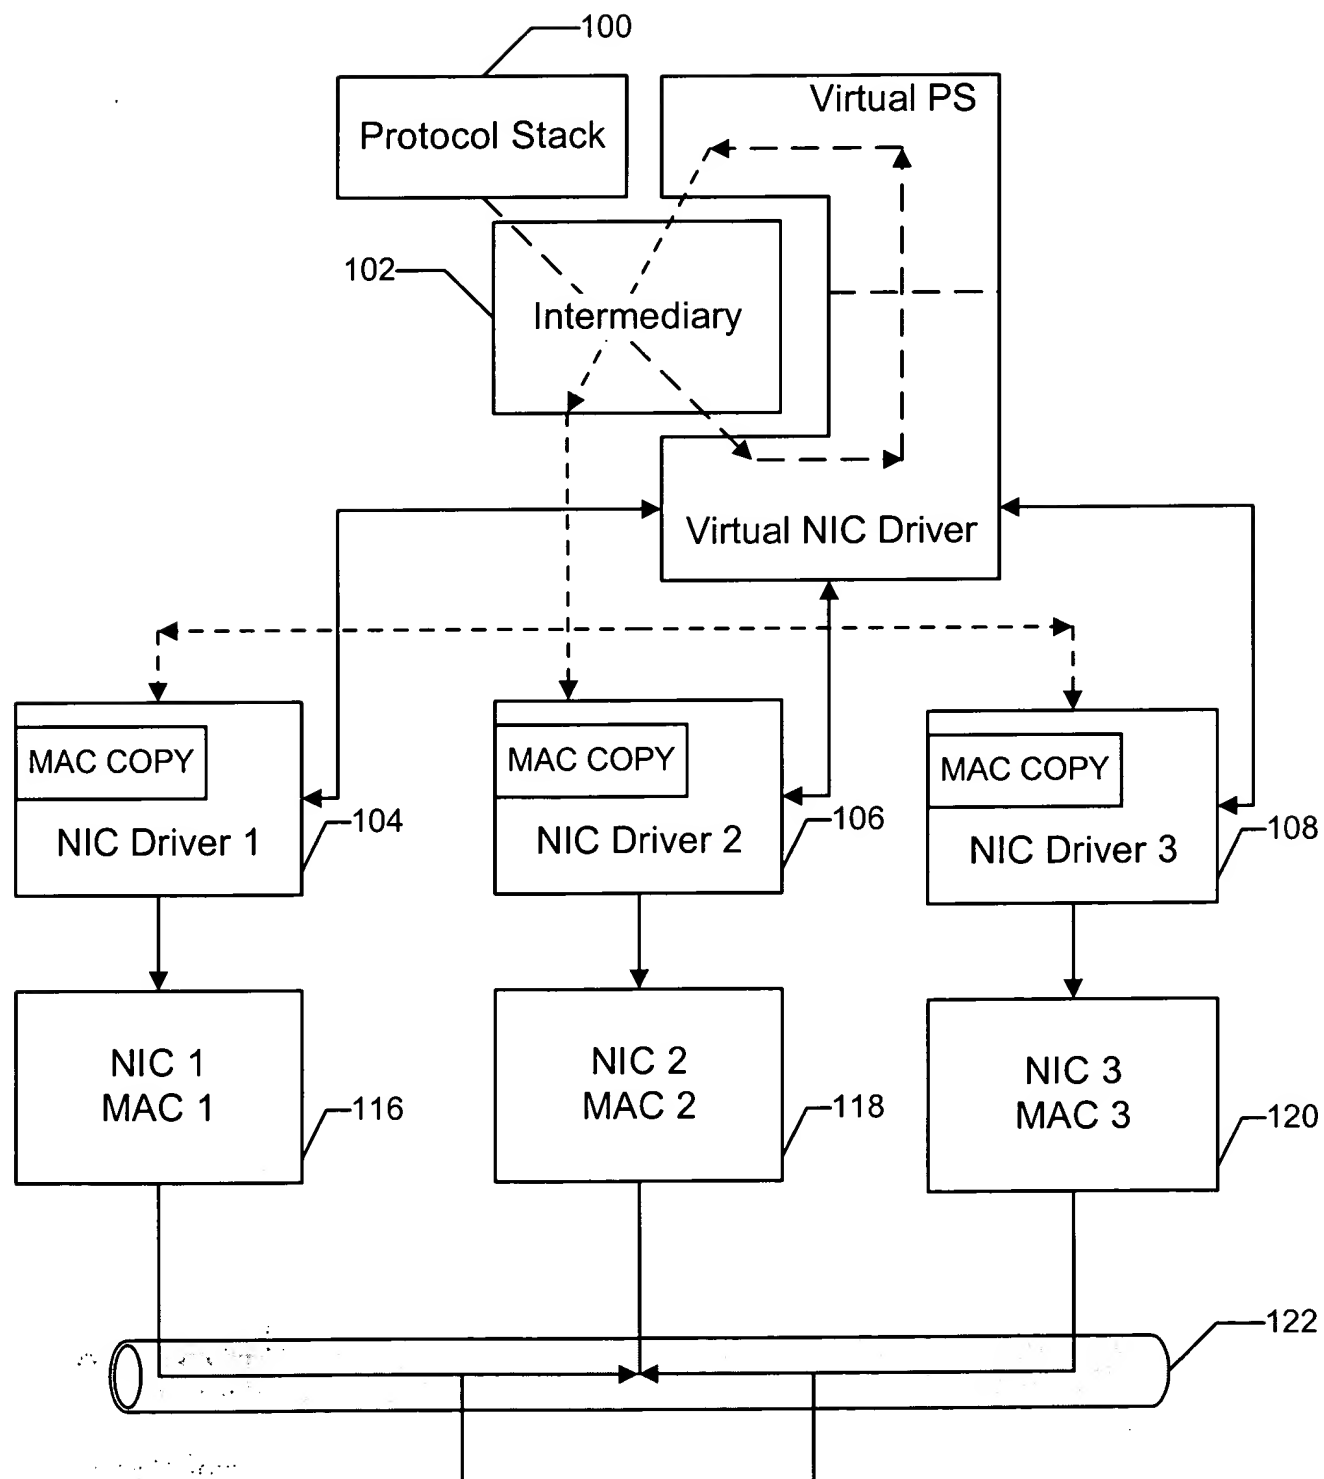 100
Virtual PS
Protocol Stack
102
Intermediary
Virtual NIC Driver
MAC COPY
MAC COPY
MAC COPY
NIC Driver 1
104
NIC Driver 2
106
NIC Driver 3
108
NIC 1
MAC 1
116
NIC 2
MAC 2
118
NIC 3
MAC 3
120
122